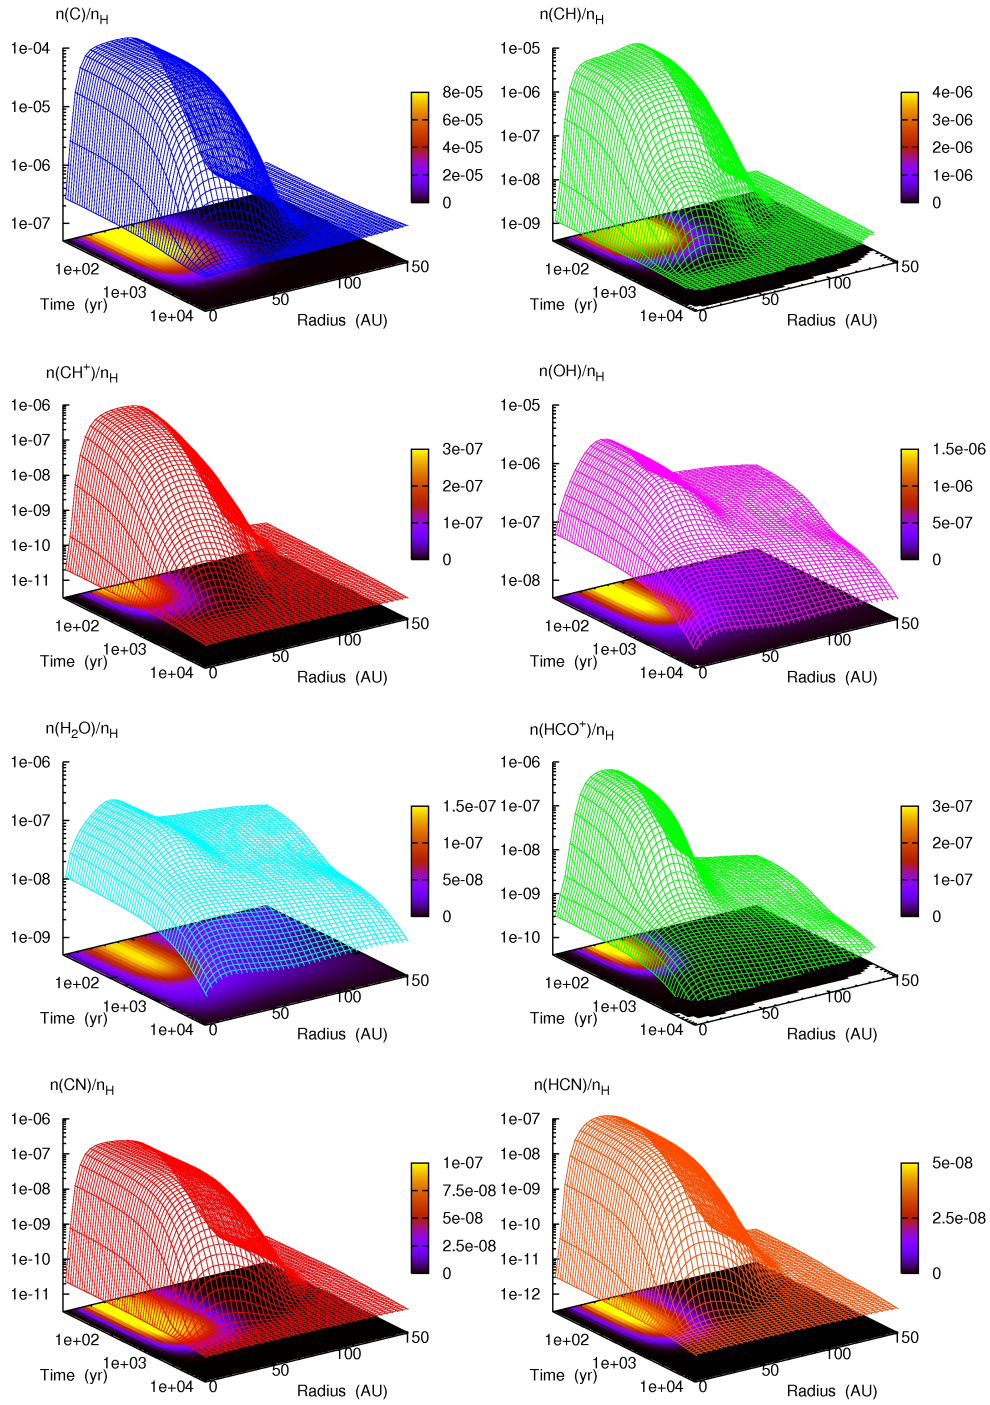 n(C)/nH
1e-04
1e-05
1e-06
1e-07
8e-05
6e-05
4e-05
2e-05
0
1e+02
1e+03
1e+04
Time (yr)
0
50
100
150
Radius (AU)
n(CH)/nH
1e-05
1e-06
1e-07
1e-08
1e-09
4e-06
3e-06
2e-06
1e-06
0
1e+02
1e+03
1e+04
Time (yr)
0
50
100
150
Radius (AU)
n(CH+)/nH
1e-06
1e-07
1e-08
1e-09
1e-10
1e-11
3e-07
2e-07
1e-07
0
1e+02
1e+03
1e+04
Time (yr)
0
50
100
150
Radius (AU)
n(OH)/nH
1e-05
1e-06
1e-07
1e-08
1.5e-06
1e-06
5e-07
0
1e+02
1e+03
1e+04
Time (yr)
0
50
100
150
Radius (AU)
n(H2O)/nH
1e-06
1e-07
1e-08
1e-09
1.5e-07
1e-07
5e-08
0
1e+02
1e+03
1e+04
Time (yr)
0
50
100
150
Radius (AU)
n(HCO+)/nH
1e-06
1e-07
1e-08
1e-09
1e-10
3e-07
2e-07
1e-07
0
1e+02
1e+03
1e+04
Time (yr)
0
50
100
150
Radius (AU)
n(CN)/nH
1e-06
1e-07
1e-08
1e-09
1e-10
1e-11
1e-07
7.5e-08
5e-08
2.5e-08
0
1e+02
1e+03
1e+04
Time (yr)
0
50
100
150
Radius (AU)
n(HCN)/nH
1e-07
1e-08
1e-09
1e-10
1e-11
1e-12
5e-08
2.5e-08
0
1e+02
1e+03
1e+04
Time (yr)
0
50
100
150
Radius (AU)